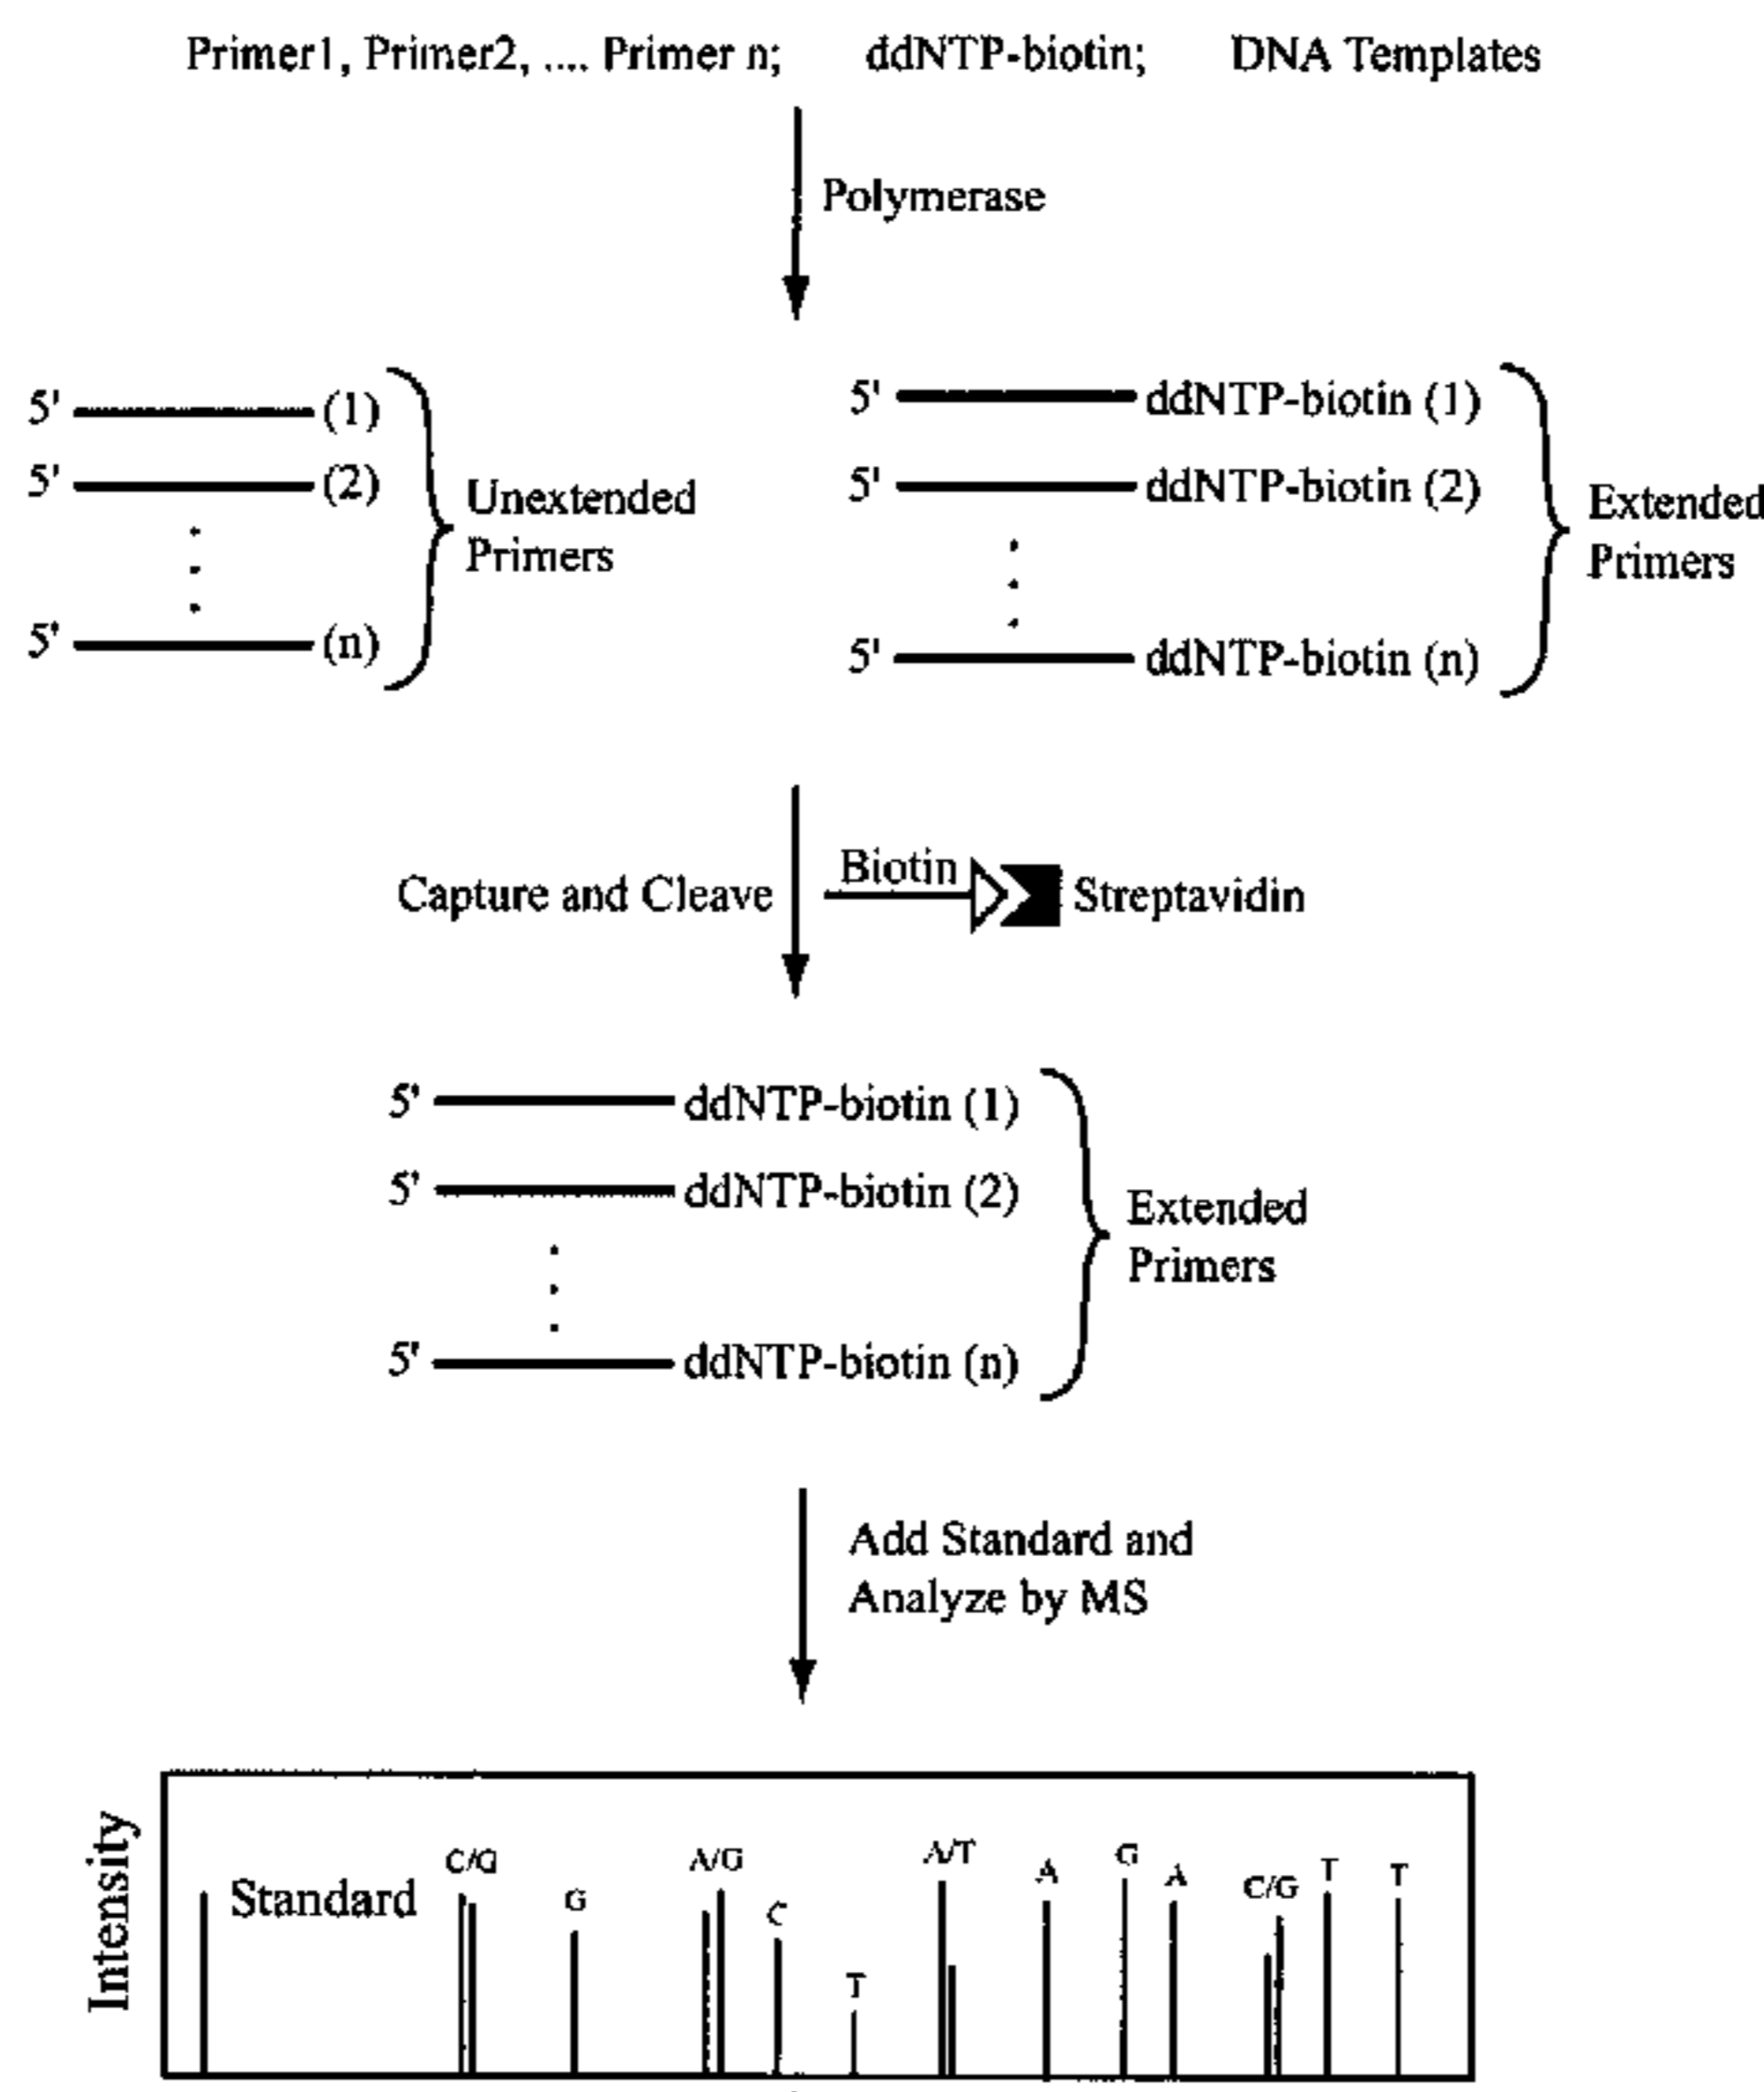 Primer1, Primer2, .... Primer n; ddNTP-biotin; DNA Templates
Polymerase
5' (1)
5' (2)
5' (n)
Unextended
Primers
5' ddNTP-biotin (1)
5' ddNTP-biotin (2)
5' ddNTP-biotin (n)
Extended
Primers
Capture and Cleave
Biotin
Streptavidin
5' ddNTP-biotin (1)
5' ddNTP-biotin (2)
5' ddNTP-biotin (n)
Extended
Primers
Add Standard and
Analyze by MS
Intensity
Standard
C/G
G
A/G
C
T
A/T
A
G
A
C/G
T
T